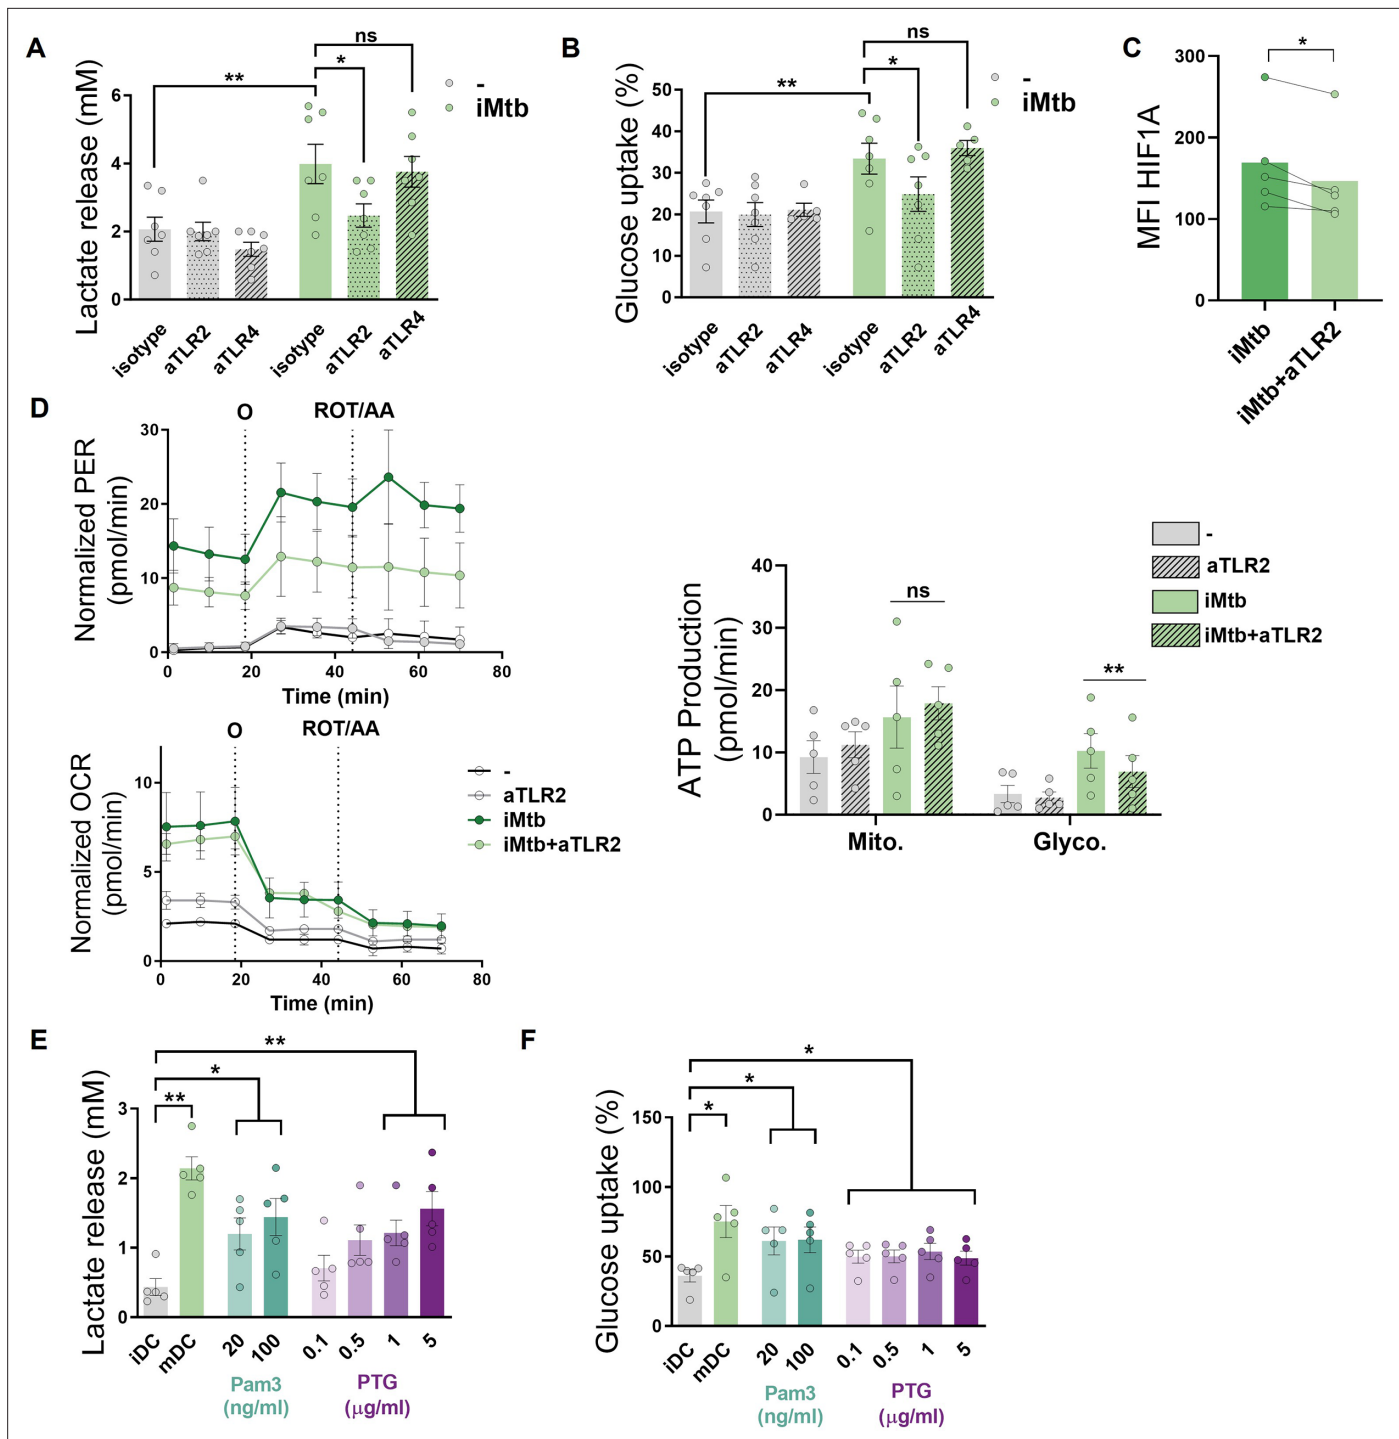 A
Lactate release (mM)
6
4
2
0
**
*
ns
-
iMtb
isotype
aTLR2
aTLR4
isotype
aTLR2
aTLR4
B
Glucose uptake (%)
50
40
30
20
10
0
**
*
ns
-
iMtb
isotype
aTLR2
aTLR4
isotype
aTLR2
aTLR4
C
MFI HIF1A
300
200
100
0
*
iMtb
iMtb+aTLR2
D
O
ROT/AA
Normalized PER
(pmol/min)
30
20
10
0
0
20
40
60
80
Time (min)
O
ROT/AA
Normalized OCR
(pmol/min)
10
5
0
0
20
40
60
80
Time (min)
-
aTLR2
iMtb
iMtb+aTLR2
ATP Production
(pmol/min)
40
30
20
10
0
ns
**
Mito.
Glyco.
-
aTLR2
iMtb
iMtb+aTLR2
E
Lactate release (mM)
3
2
1
0
**
*
**
iDC
mDC
20
100
0.1
0.5
1
5
Pam3
(ng/ml)
PTG
(μg/ml)
F
Glucose uptake (%)
150
100
50
0
*
*
*
iDC
mDC
20
100
0.1
0.5
1
5
Pam3
(ng/ml)
PTG
(μg/ml)